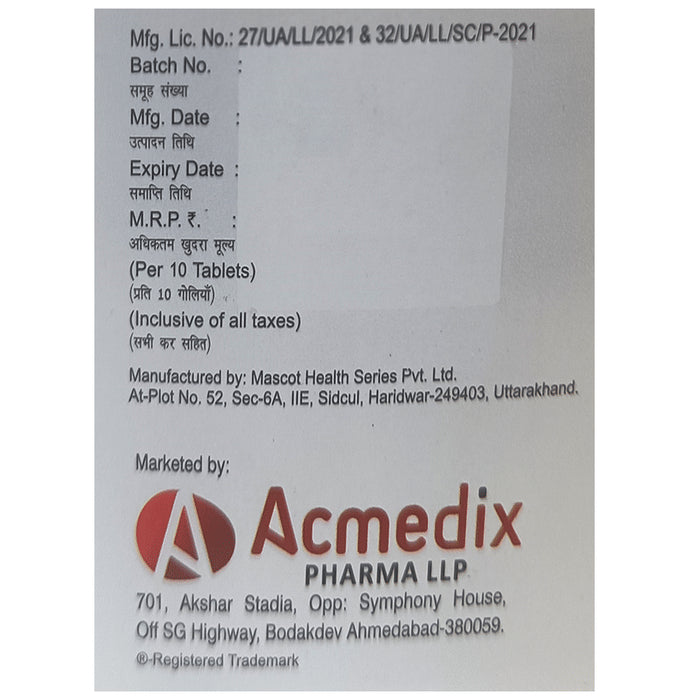 Mfg. Lic. No.: 27/UA/LL/2021 & 32/UA/LL/SC/P-2021
Batch No. :
समूह संख्या
Mfg. Date :
उत्पादन तिथि
Expiry Date :
समाप्ति तिथि
M.R.P. ₹. :
अधिकतम खुदरा मूल्य
(Per 10 Tablets)
(प्रति 10 गोलियाँ)
(Inclusive of all taxes)
(सभी कर सहित)
Manufactured by: Mascot Health Series Pvt. Ltd.
At-Plot No. 52, Sec-6A, IIE, Sidcul, Haridwar-249403, Uttarakhand.
Marketed by:
Acmedix
PHARMA LLP
701, Akshar Stadia, Opp: Symphony House,
Off SG Highway, Bodakdev Ahmedabad-380059.
®-Registered Trademark